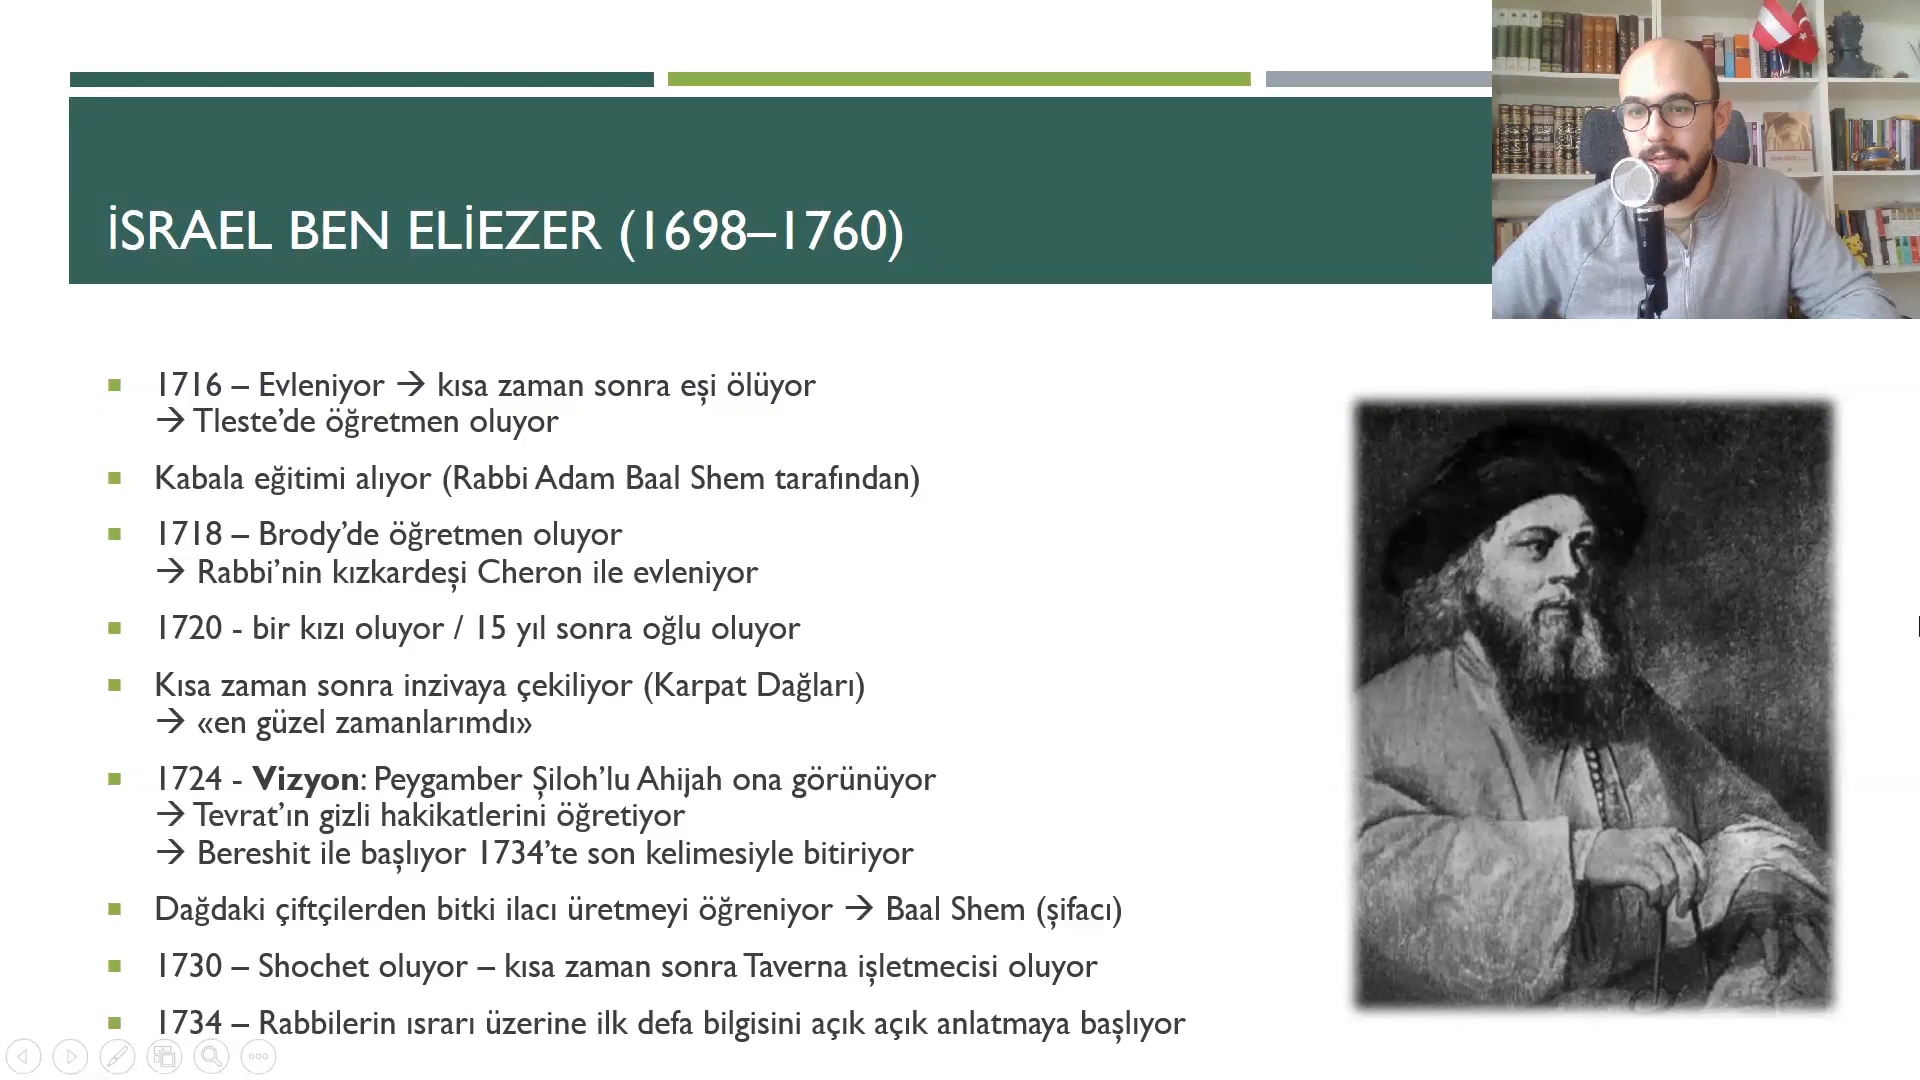 İSRAEL BEN ELİEZER (1698–1760)
1716 – Evleniyor → kısa zaman sonra eşi ölüyor
→ Tleste’de öğretmen oluyor
Kabala eğitimi alıyor (Rabbi Adam Baal Shem tarafından)
1718 – Brody’de öğretmen oluyor
→ Rabbi’nin kızkardeşi Cheron ile evleniyor
1720 - bir kızı oluyor / 15 yıl sonra oğlu oluyor
Kısa zaman sonra inzivaya çekiliyor (Karpat Dağları)
→ «en güzel zamanlarımdı»
1724 - Vizyon: Peygamber Şiloh’lu Ahijah ona görünüyor
→ Tevrat’ın gizli hakikatlerini öğretiyor
→ Bereshit ile başlıyor 1734’te son kelimesiyle bitiriyor
Dağdaki çiftçilerden bitki ilacı üretmeyi öğreniyor → Baal Shem (şifacı)
1730 – Shochet oluyor – kısa zaman sonra Taverna işletmecisi oluyor
1734 – Rabbilerin ısrarı üzerine ilk defa bilgisini açık açık anlatmaya başlıyor